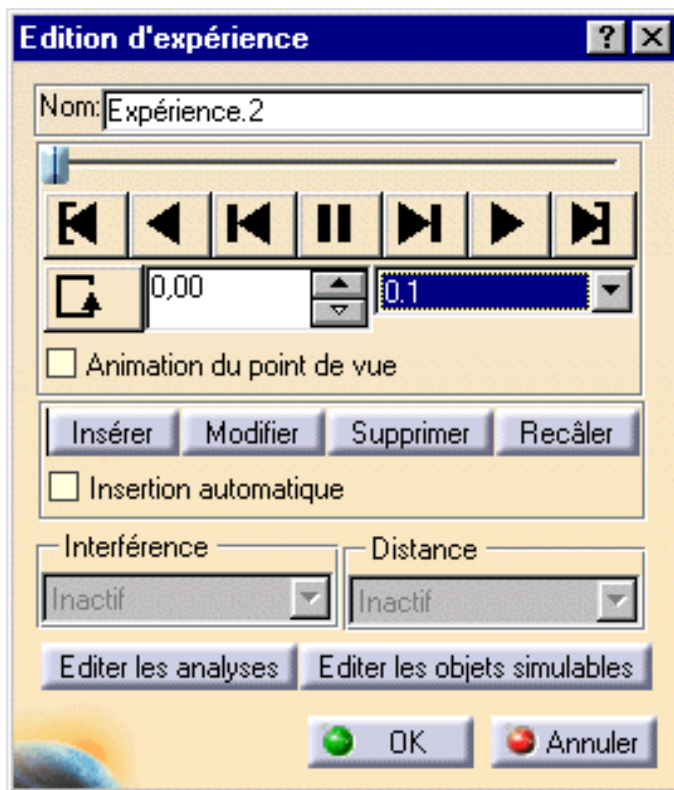 Edition d'expérience
Nom: Expérience.2
0,00 0.1
Animation du point de vue
Insérer Modifier Supprimer Recâler
Insertion automatique
Interférence Distance
Inactif Inactif
Editer les analyses Editer les objets simulables
OK Annuler